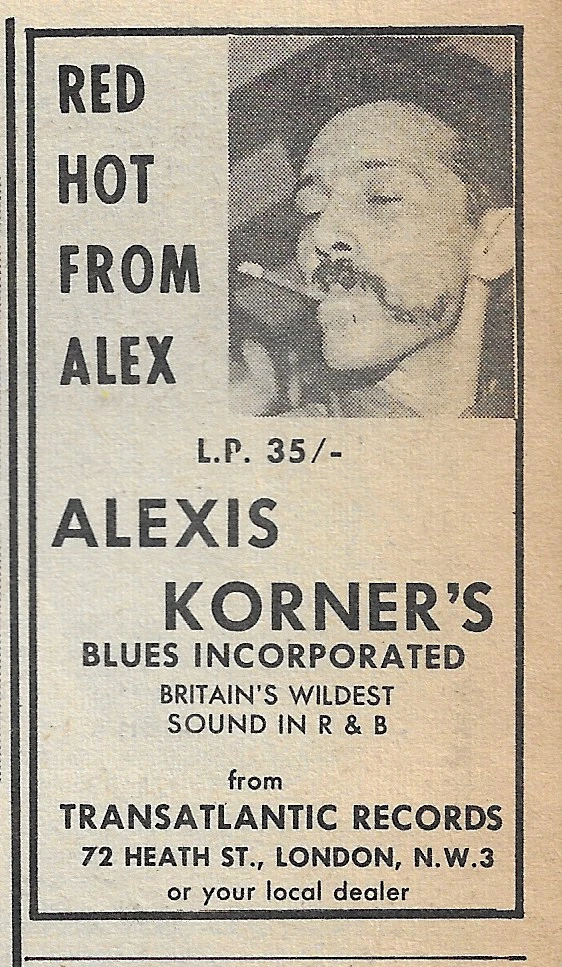 RED
HOT
FROM
ALEX
L.P. 35/-
ALEXIS
KORNER'S
BLUES INCORPORATED
BRITAIN'S WILDEST
SOUND IN R & B
from
TRANSATLANTIC RECORDS
72 HEATH ST., LONDON, N.W.3
or your local dealer